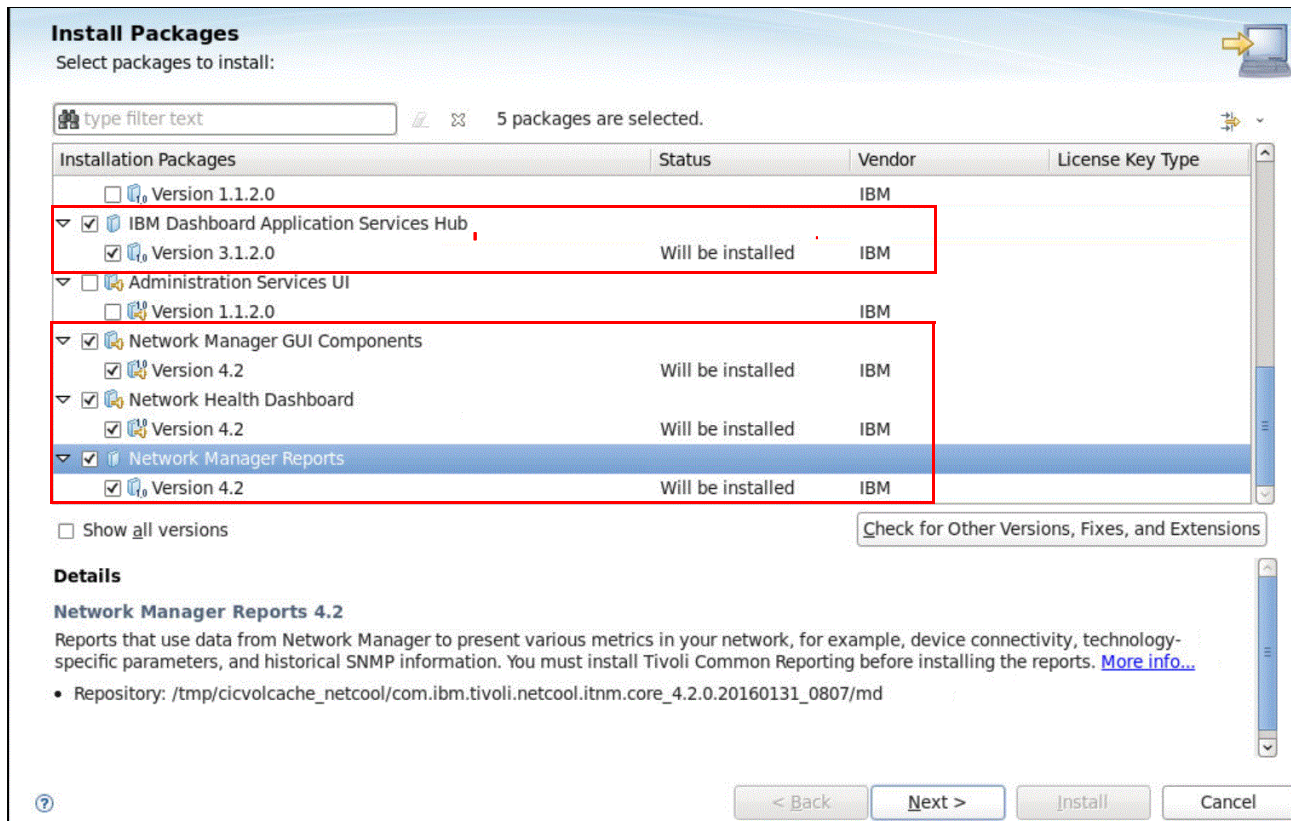 Install Packages
Select packages to install:
type filter text 5 packages are selected.
Installation Packages Status Vendor License Key Type
Version 1.1.2.0 IBM
IBM Dashboard Application Services Hub
Version 3.1.2.0 Will be installed IBM
Administration Services UI
Version 1.1.2.0 IBM
Network Manager GUI Components
Version 4.2 Will be installed IBM
Network Health Dashboard
Version 4.2 Will be installed IBM
Network Manager Reports
Version 4.2 Will be installed IBM
Show all versions Check for Other Versions, Fixes, and Extensions
Details
Network Manager Reports 4.2
Reports that use data from Network Manager to present various metrics in your network, for example, device connectivity, technology-
specific parameters, and historical SNMP information. You must install Tivoli Common Reporting before installing the reports. More info...
• Repository: /tmp/cicvolcache_netcool/com.ibm.tivoli.netcool.itnm.core_4.2.0.20160131_0807/md
? < Back Next > Install Cancel